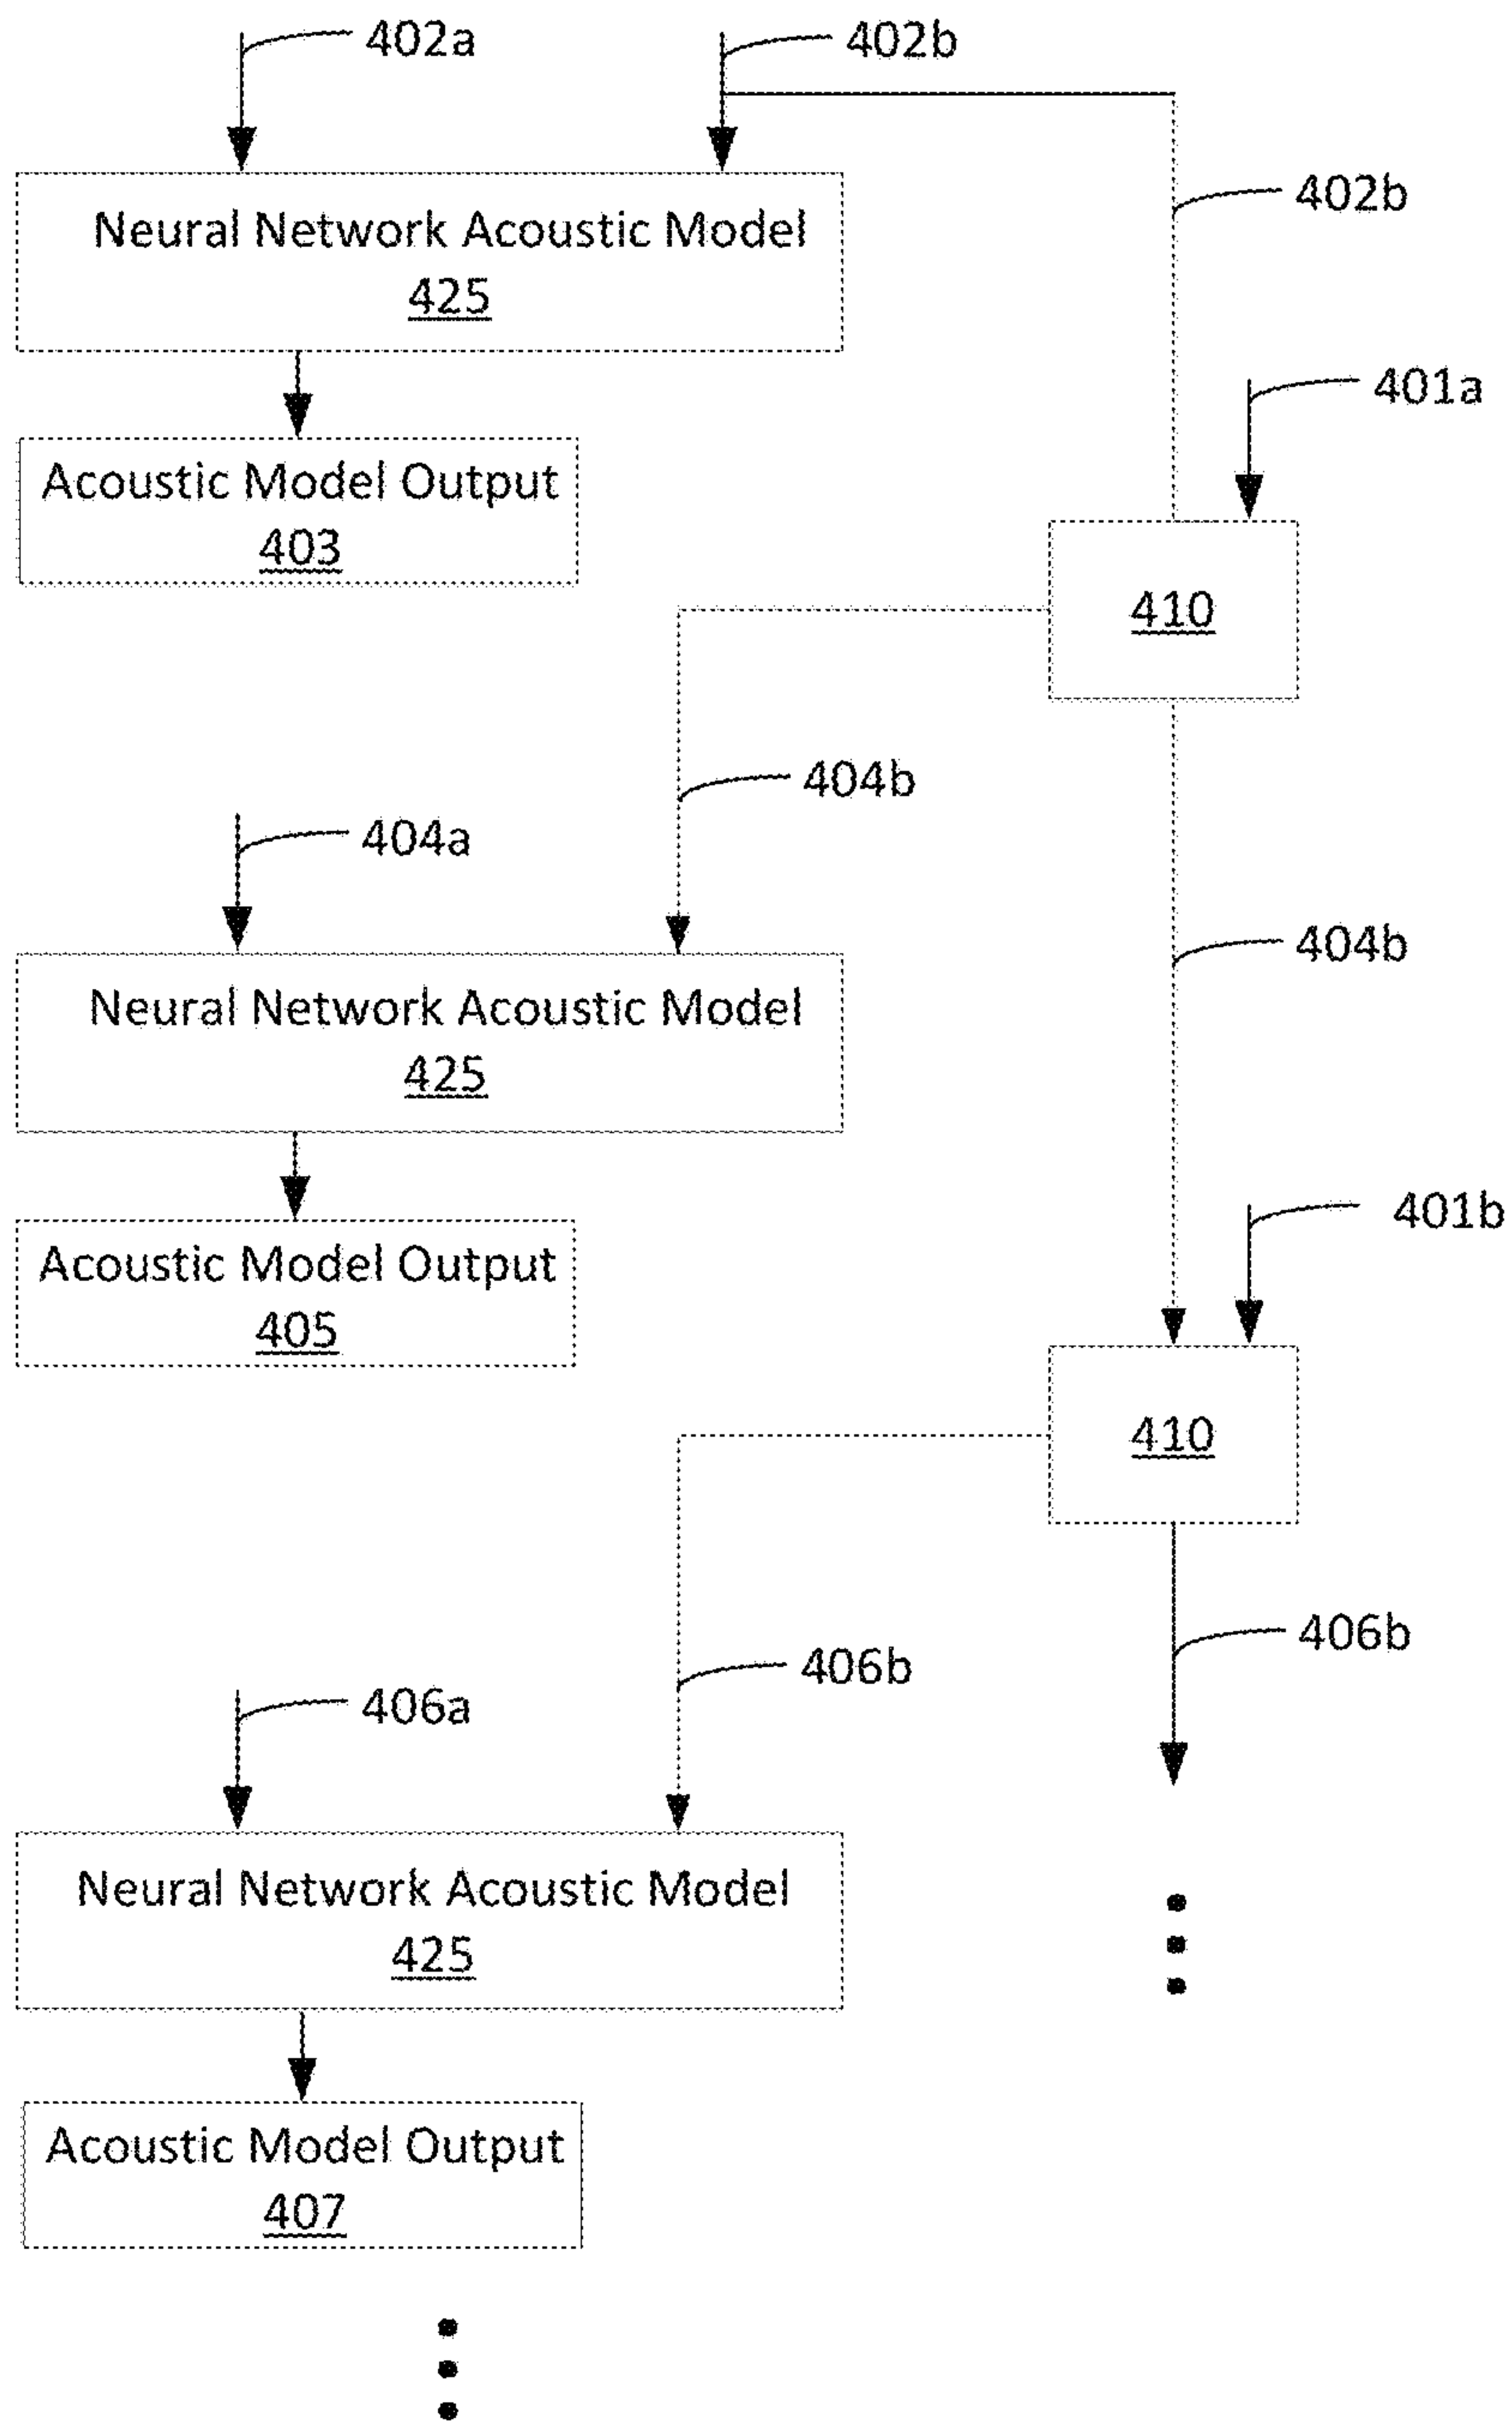 402a
402b
Neural Network Acoustic Model
425
402b
401a
Acoustic Model Output
403
410
404b
404a
404b
Neural Network Acoustic Model
425
401b
Acoustic Model Output
405
410
406b
406b
406a
Neural Network Acoustic Model
425
Acoustic Model Output
407